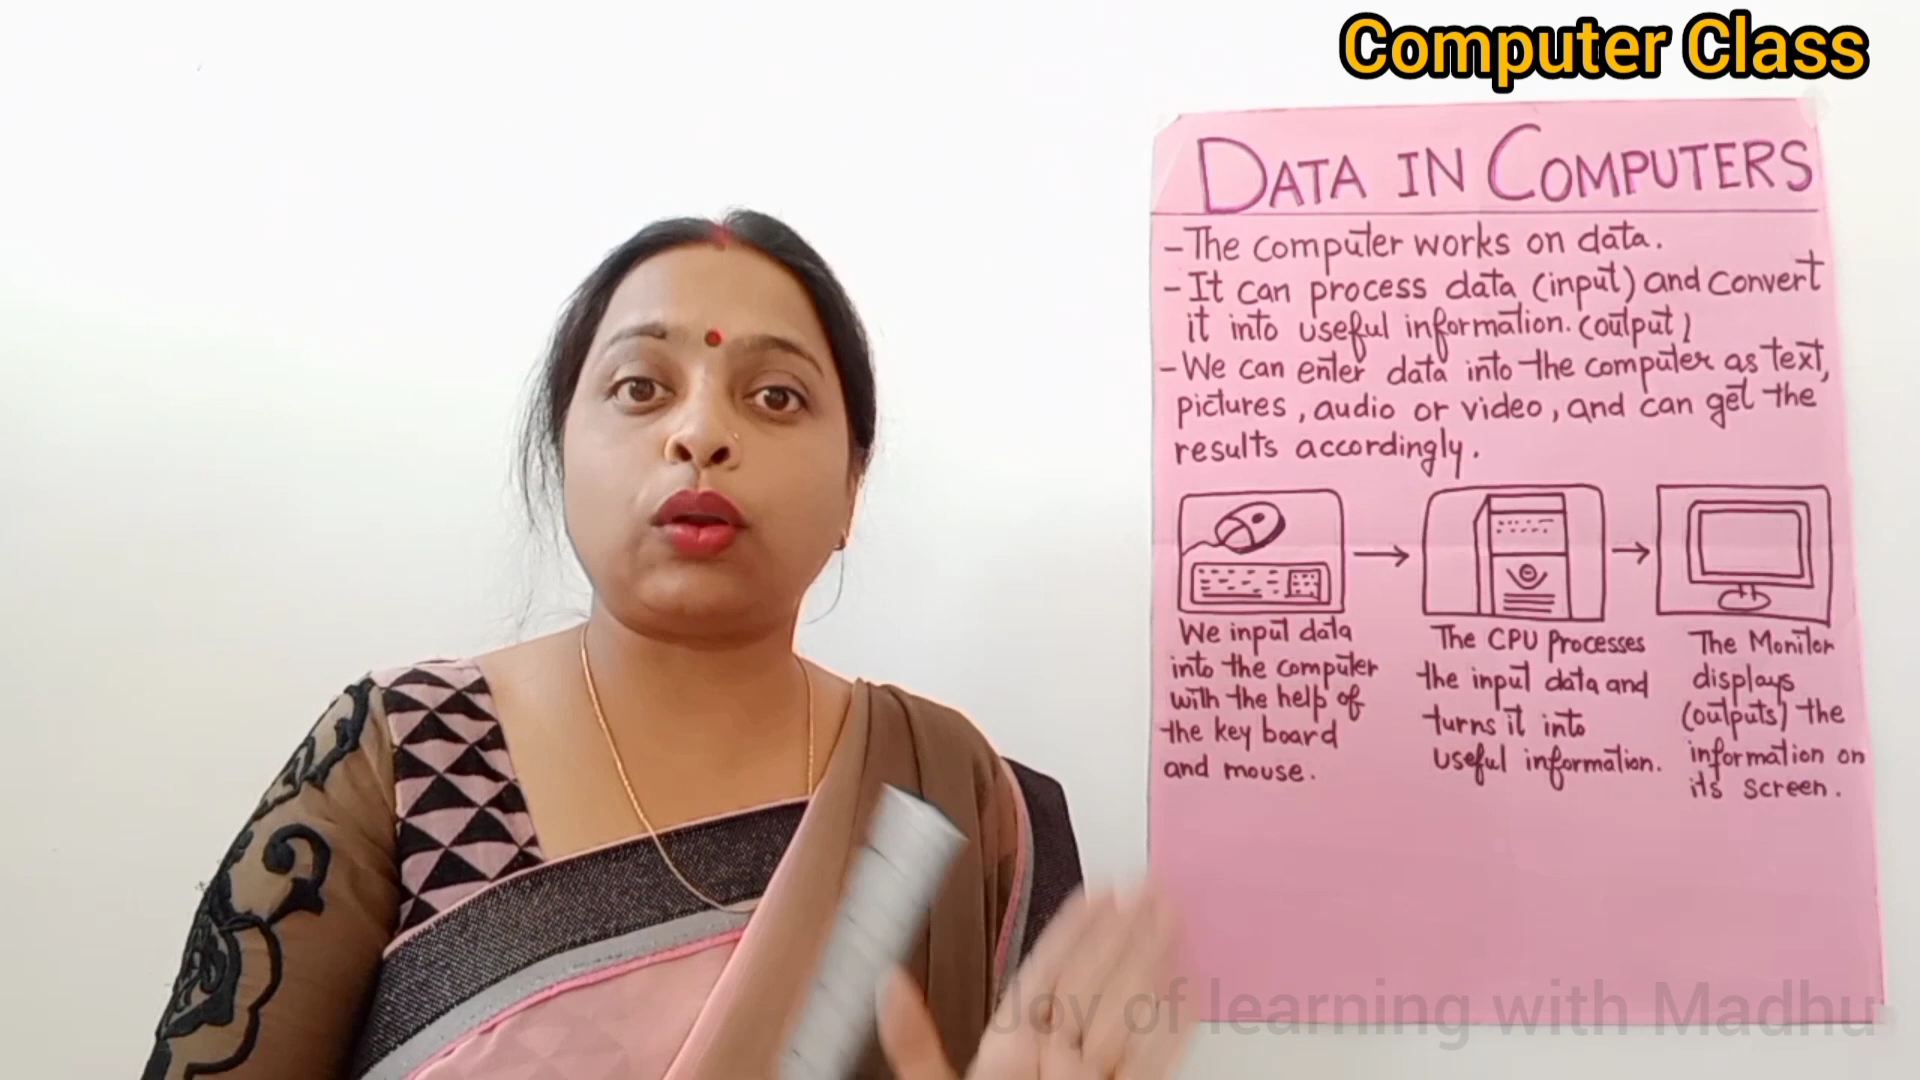 Computer Class
DATA IN COMPUTERS
- The computer works on data.
- It can process data (input) and convert
it into useful information. (output)
- We can enter data into the computer as text,
pictures, audio or video, and can get the
results accordingly.
We input data
into the computer
with the help of
the key board
and mouse.
The CPU Processes
the input data and
turns it into
useful information.
The Monitor
displays
(outputs) the
information on
its screen.
Joy of learning with Madhu